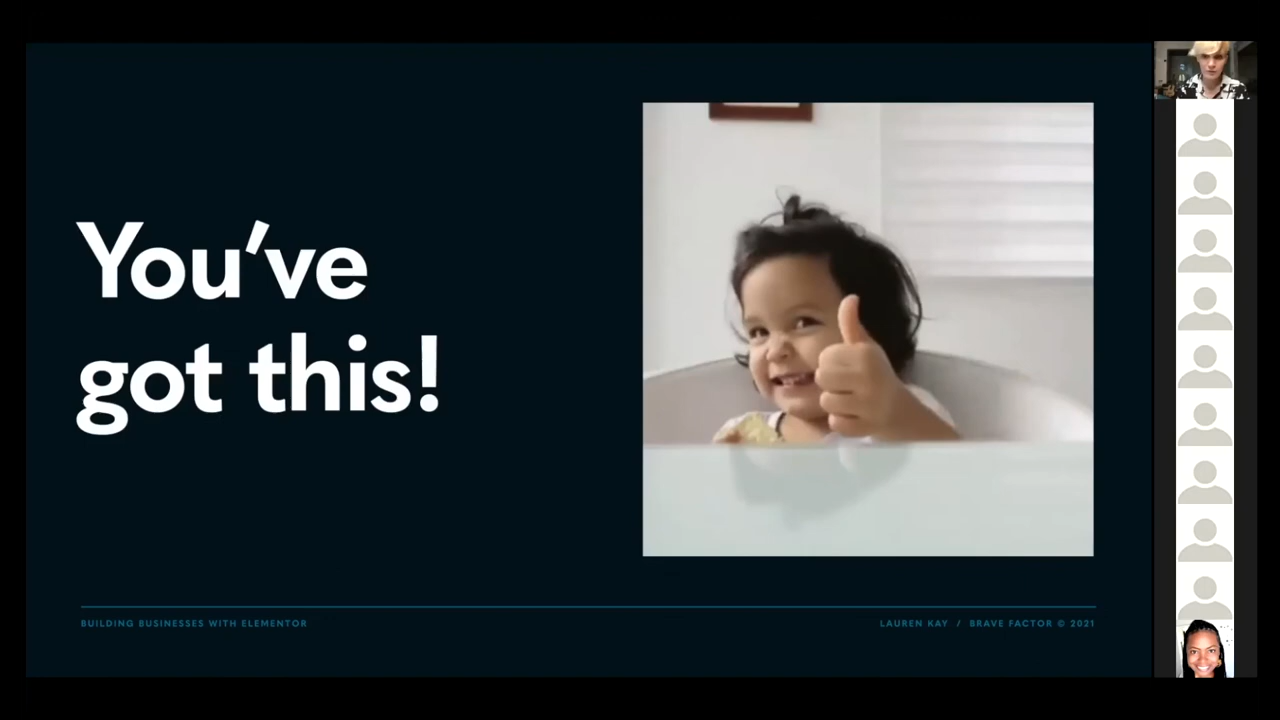 You've
got this!
BUILDING BUSINESSES WITH ELEMENTOR
LAUREN KAY / BRAVE FACTOR © 2021